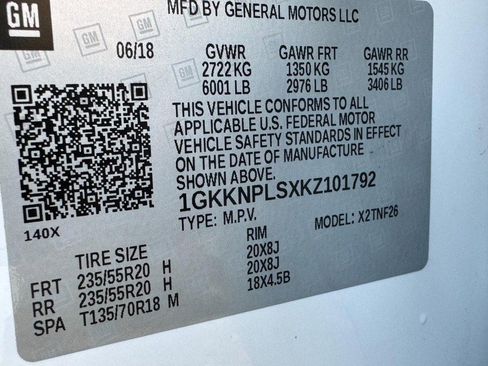 GM
MFD BY GENERAL MOTORS LLC
06/18 GVWR GAWR FRT GAWR RR
2722 KG 1350 KG 1545 KG
6001 LB 2976 LB 3406 LB
THIS VEHICLE CONFORMS TO ALL
APPLICABLE U.S. FEDERAL MOTOR
VEHICLE SAFETY STANDARDS IN EFFECT
ON THE DATE OF MANUFACTURE
SHOWN ABOVE.
1GKKNPLSXKZ101792
140X TYPE: M.P.V. MODEL: X2TNF26
TIRE SIZE RIM
FRT 235/55R20 H 20X8J
RR 235/55R20 H 20X8J
SPA T135/70R18 M 18X4.5B